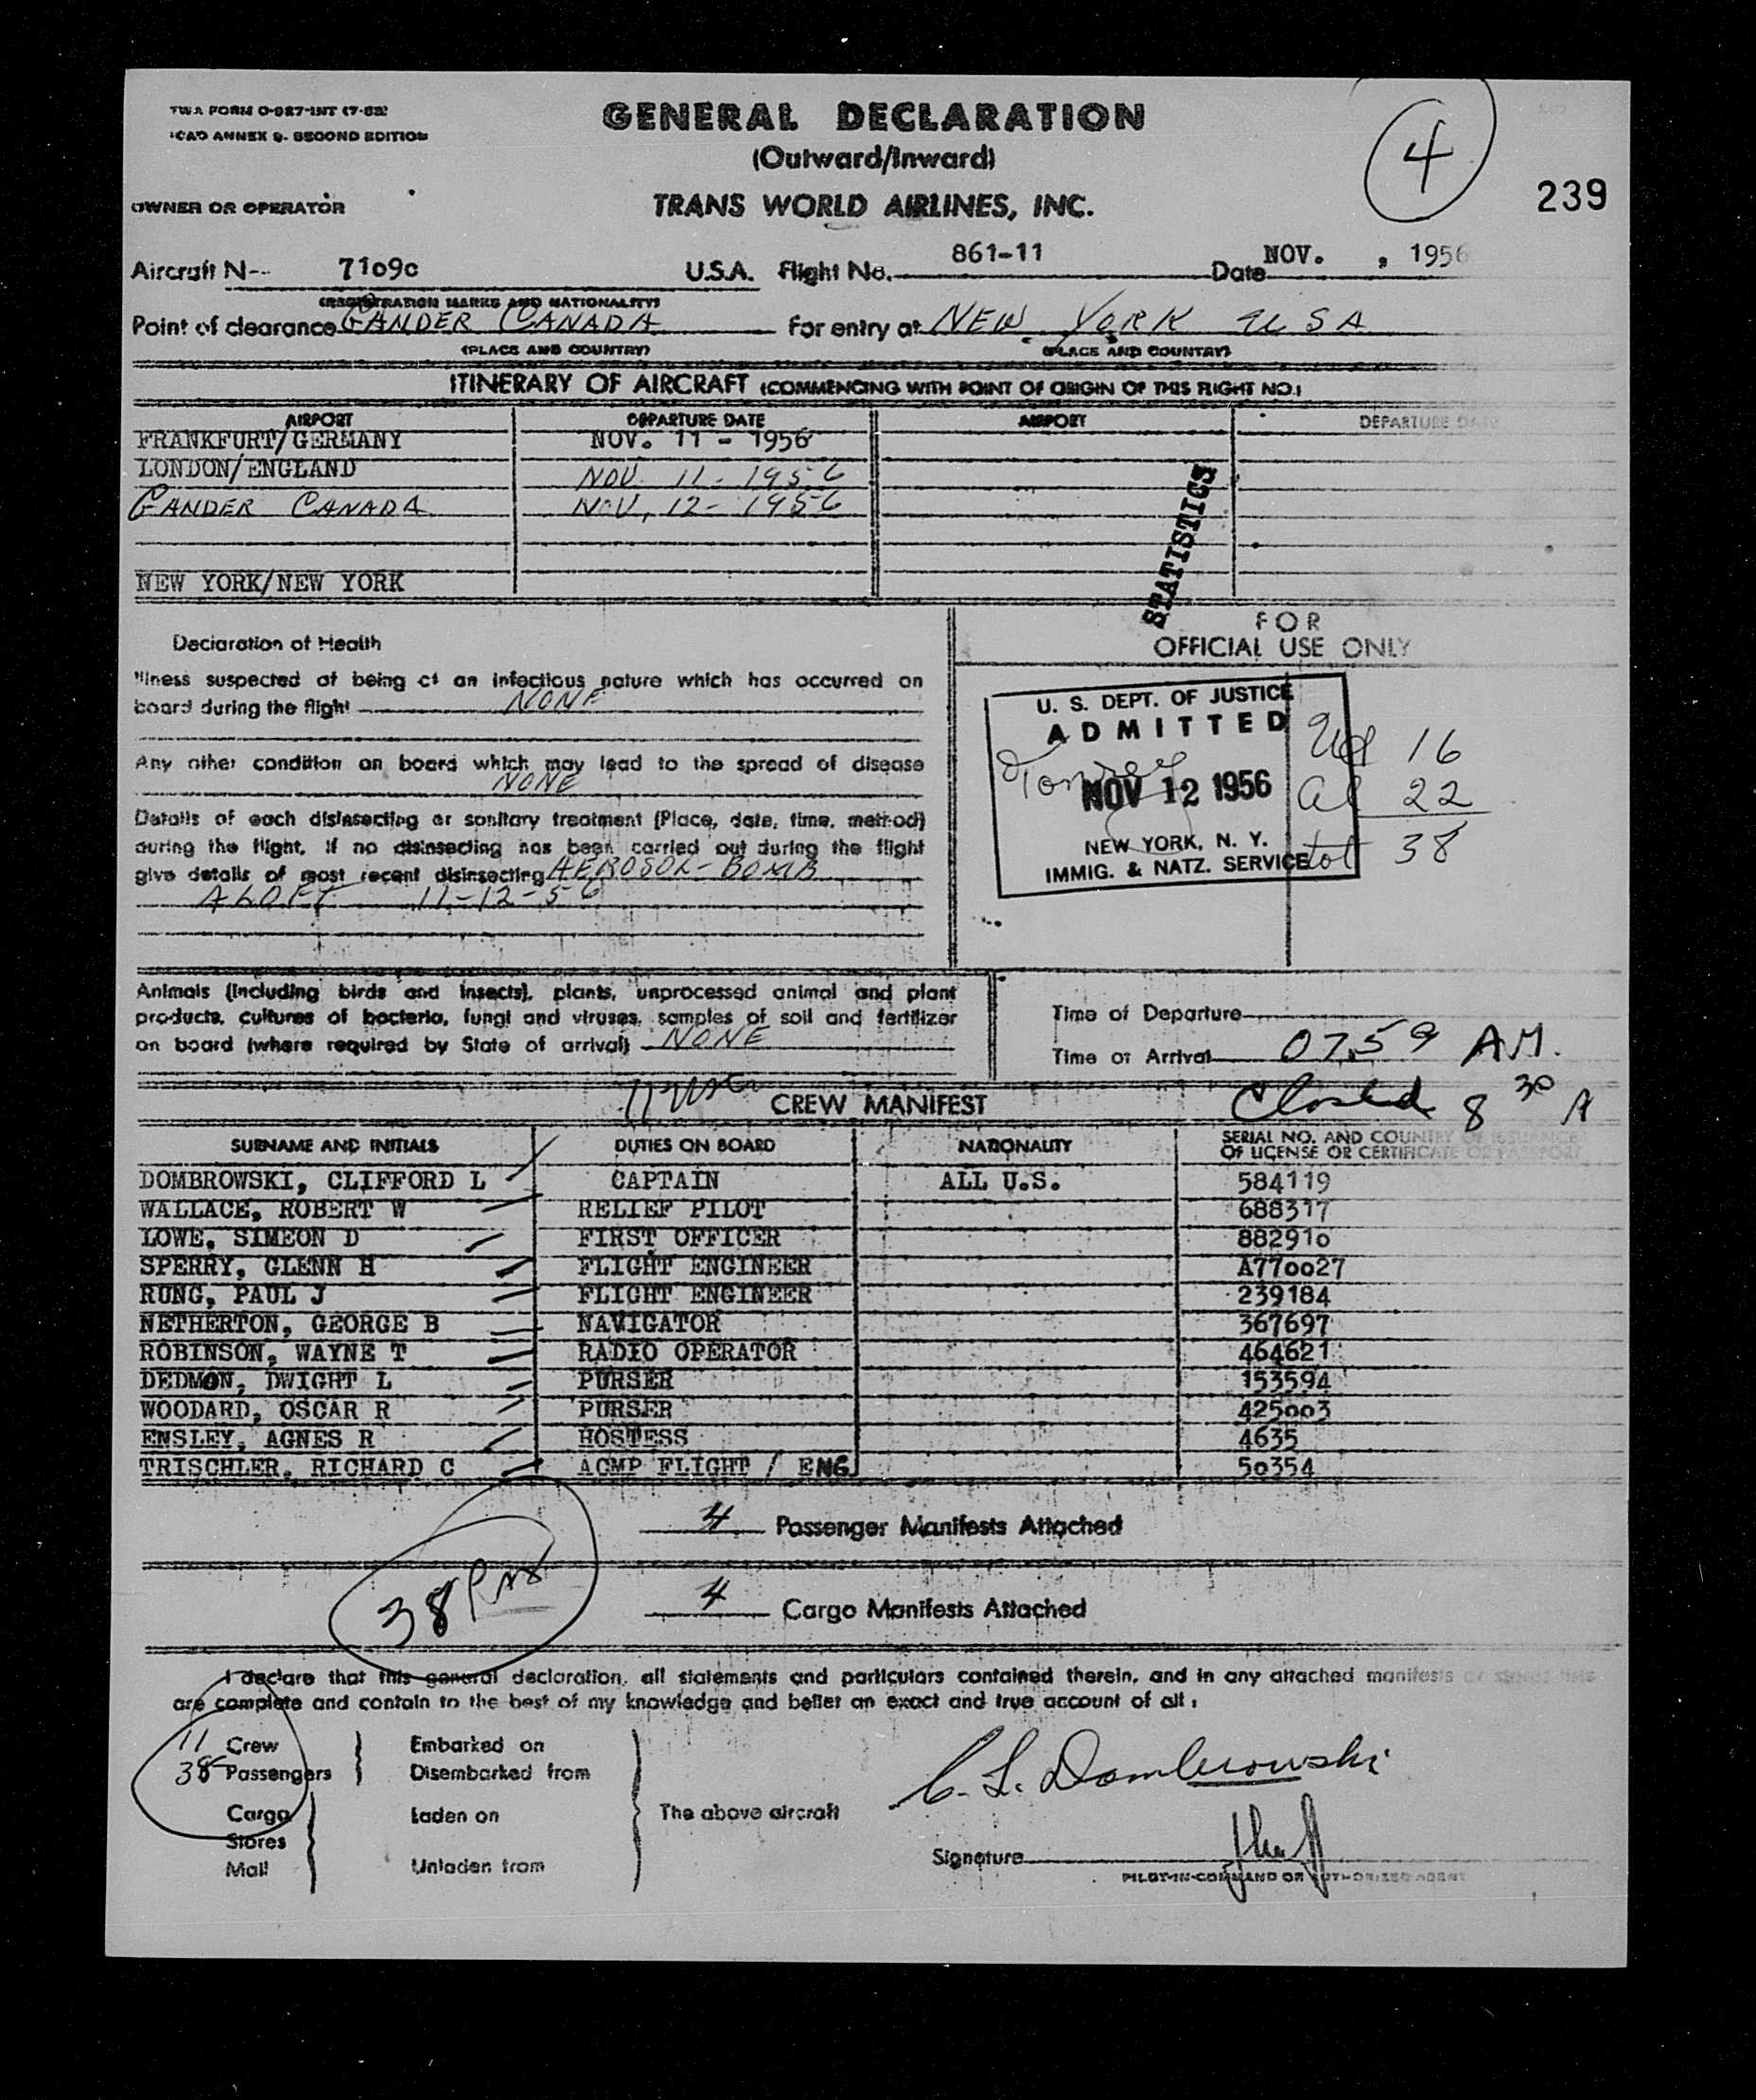 TWA FORM O-927-INT (7-52)
ICAO ANNEX 9- SECOND EDITION
GENERAL DECLARATION
(Outward/Inward)
4
239
OWNER OR OPERATOR
TRANS WORLD AIRLINES, INC.
Aircraft N-- 7109c U.S.A. Flight No. 861-11 Date NOV. , 1956
(REGISTRATION MARKS AND NATIONALITY)
Point of clearance GANDER CANADA For entry at NEW YORK USA
(PLACE AND COUNTRY) (PLACE AND COUNTRY)
ITINERARY OF AIRCRAFT (COMMENCING WITH POINT OF ORIGIN OF THIS FLIGHT NO.)
AIRPORT DEPARTURE DATE AIRPORT DEPARTURE DATE
FRANKFURT/GERMANY NOV. 11 - 1956
LONDON/ENGLAND NOV. 11- 1956
GANDER CANADA NOV, 12- 1956
NEW YORK/NEW YORK
STATISTICS
Declaration of Health
FOR
OFFICIAL USE ONLY
Illness suspected of being of an infectious nature which has occurred on
board during the flight NONE
Any other condition on board which may lead to the spread of disease
NONE
Details of each disinsecting or sanitary treatment (Place, date, time, method)
during the flight, if no disinsecting has been carried out during the flight
give details of most recent disinsecting AEROSOL-BOMB
ALOFT 11-12-56
U. S. DEPT. OF JUSTICE
ADMITTED
NOV 12 1956
NEW YORK, N. Y.
IMMIG. & NATZ. SERVICE
16
al 22
tot 38
Animals (including birds and insects), plants, unprocessed animal and plant
products, cultures of bacteria, fungi and viruses, samples of soil and fertilizer
on board (where required by State of arrival) NONE
Time of Departure
Time of Arrival 07.59 AM.
Closed 8 30 A
CREW MANIFEST
SURNAME AND INITIALS DUTIES ON BOARD NATIONALITY SERIAL NO. AND COUNTRY OF ISSUANCE
OF LICENSE OR CERTIFICATE OR PASSPORT
DOMBROWSKI, CLIFFORD L CAPTAIN ALL U.S. 584119
WALLACE, ROBERT W RELIEF PILOT 688317
LOWE, SIMEON D FIRST OFFICER 882910
SPERRY, GLENN H FLIGHT ENGINEER A770027
RUNG, PAUL J FLIGHT ENGINEER 239184
NETHERTON, GEORGE B NAVIGATOR 367697
ROBINSON, WAYNE T RADIO OPERATOR 464621
DEDMON, DWIGHT L PURSER 153594
WOODARD, OSCAR R PURSER 425003
ENSLEY, AGNES R HOSTESS 4635
TRISCHLER, RICHARD C ACMP FLIGHT / ENG. 50354
4 Passenger Manifests Attached
38
4 Cargo Manifests Attached
I declare that this general declaration, all statements and particulars contained therein, and in any attached manifests or stores lists
are complete and contain to the best of my knowledge and belief an exact and true account of all:
11 Crew Embarked on
38 Passengers Disembarked from
C. L. Dombrowski
Cargo Laden on The above aircraft
Stores
Mail Unladen from
Signature
PILOT-IN-COMMAND OR AUTHORIZED AGENT